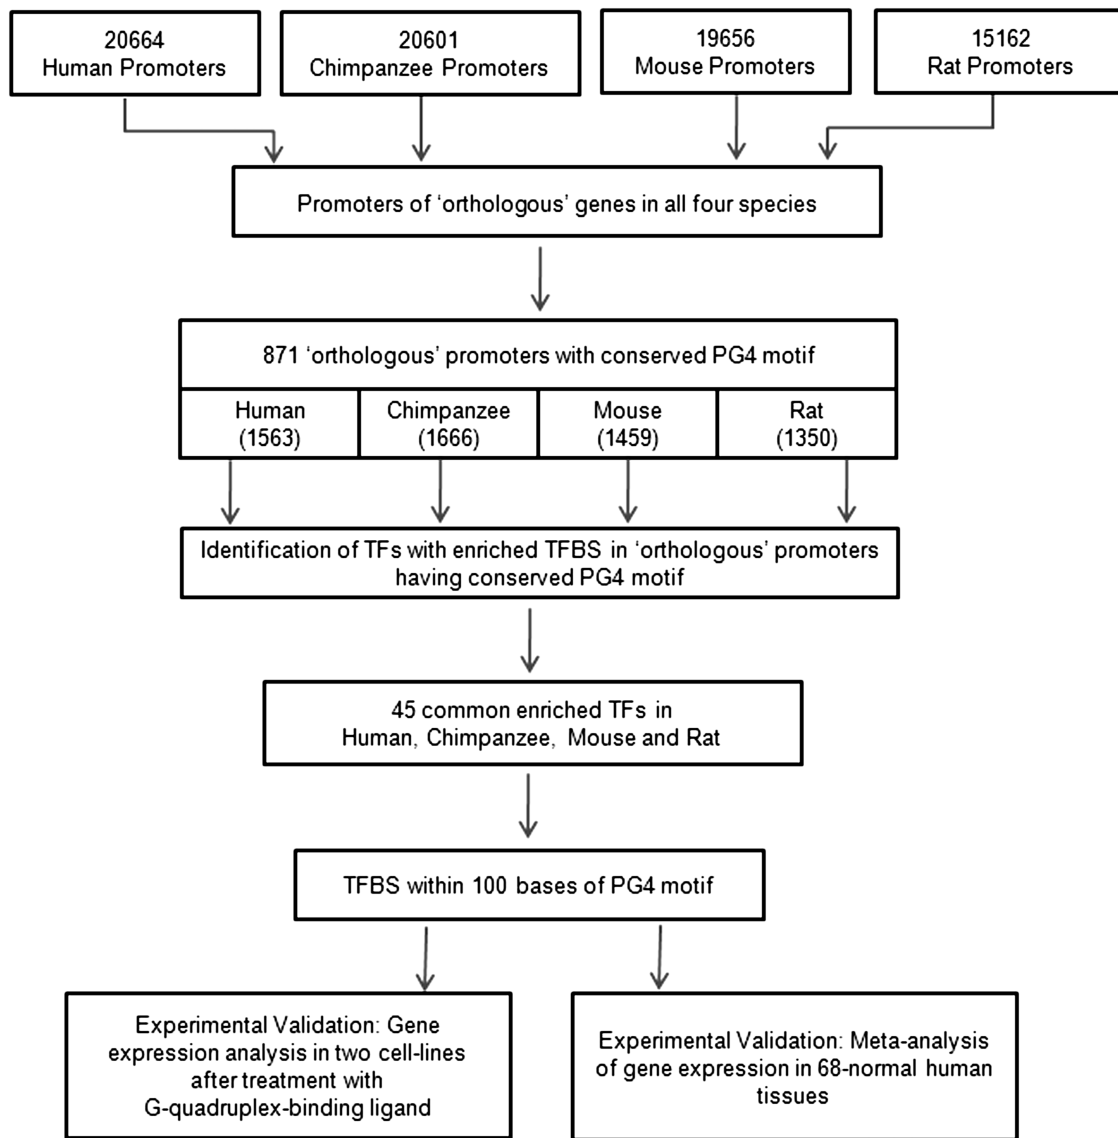 20664
Human Promoters
20601
Chimpanzee Promoters
19656
Mouse Promoters
15162
Rat Promoters
Promoters of ‘orthologous’ genes in all four species
871 ‘orthologous’ promoters with conserved PG4 motif
Human
(1563)
Chimpanzee
(1666)
Mouse
(1459)
Rat
(1350)
Identification of TFs with enriched TFBS in ‘orthologous’ promoters
having conserved PG4 motif
45 common enriched TFs in
Human, Chimpanzee, Mouse and Rat
TFBS within 100 bases of PG4 motif
Experimental Validation: Gene
expression analysis in two cell-lines
after treatment with
G-quadruplex-binding ligand
Experimental Validation: Meta-analysis
of gene expression in 68-normal human
tissues